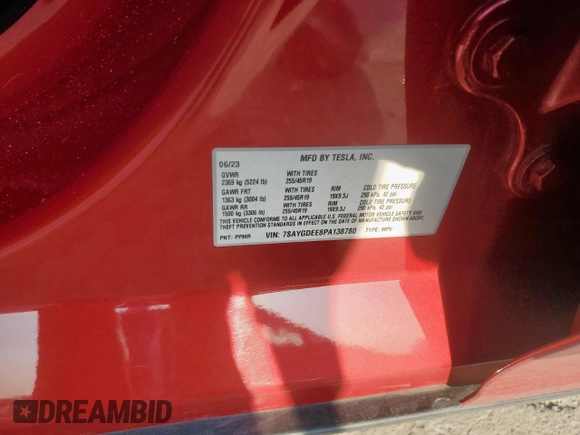 06/23 MFD BY TESLA, INC.
GVWR WITH TIRES
2369 kg (5224 lb) 255/45R19
GAWR FRT WITH TIRES RIM COLD TIRE PRESSURE
1363 kg (3004 lb) 255/45R19 19X9.5J 290 kPa, 42 psi
GAWR RR WITH TIRES RIM COLD TIRE PRESSURE
1500 kg (3306 lb) 255/45R19 19X9.5J 290 kPa, 42 psi
THIS VEHICLE CONFORMS TO ALL APPLICABLE U.S. FEDERAL MOTOR VEHICLE SAFETY AND
THEFT PREVENTION STANDARDS IN EFFECT ON THE DATE OF MANUFACTURE SHOWN ABOVE.
PNT: PPMR VIN: 7SAYGDEE8PA138780 TYPE: MPV
DREAMBID